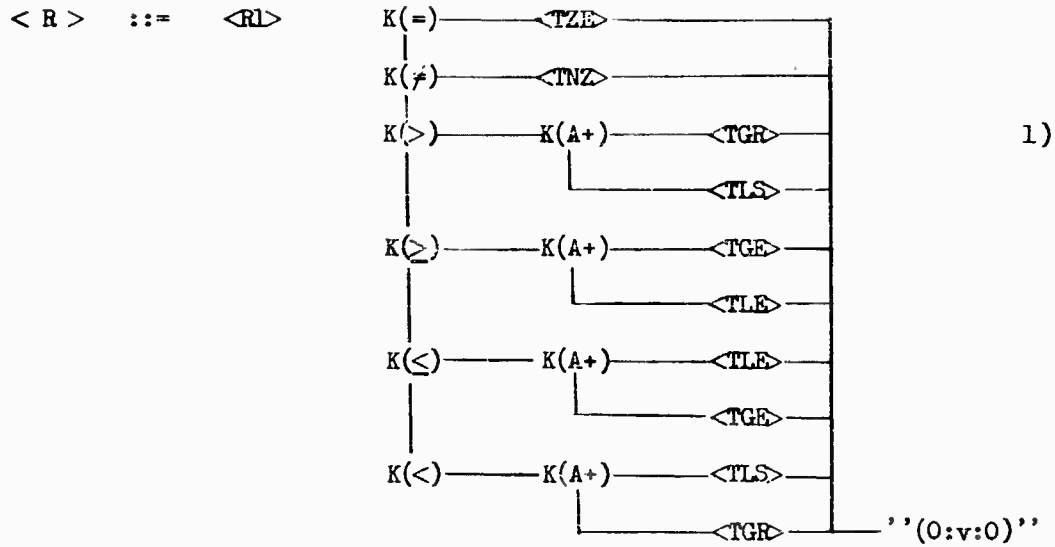 < R > ::= <R1> K(=) <TZE>
K(≠) <TNZ>
K(>) K(A+) <TGR> 1)
<TLS>
K(≥) K(A+) <TGE>
<TLE>
K(≤) K(A+) <TLE>
<TGE>
K(<) K(A+) <TLS>
<TGR> ''(0:v:0)''